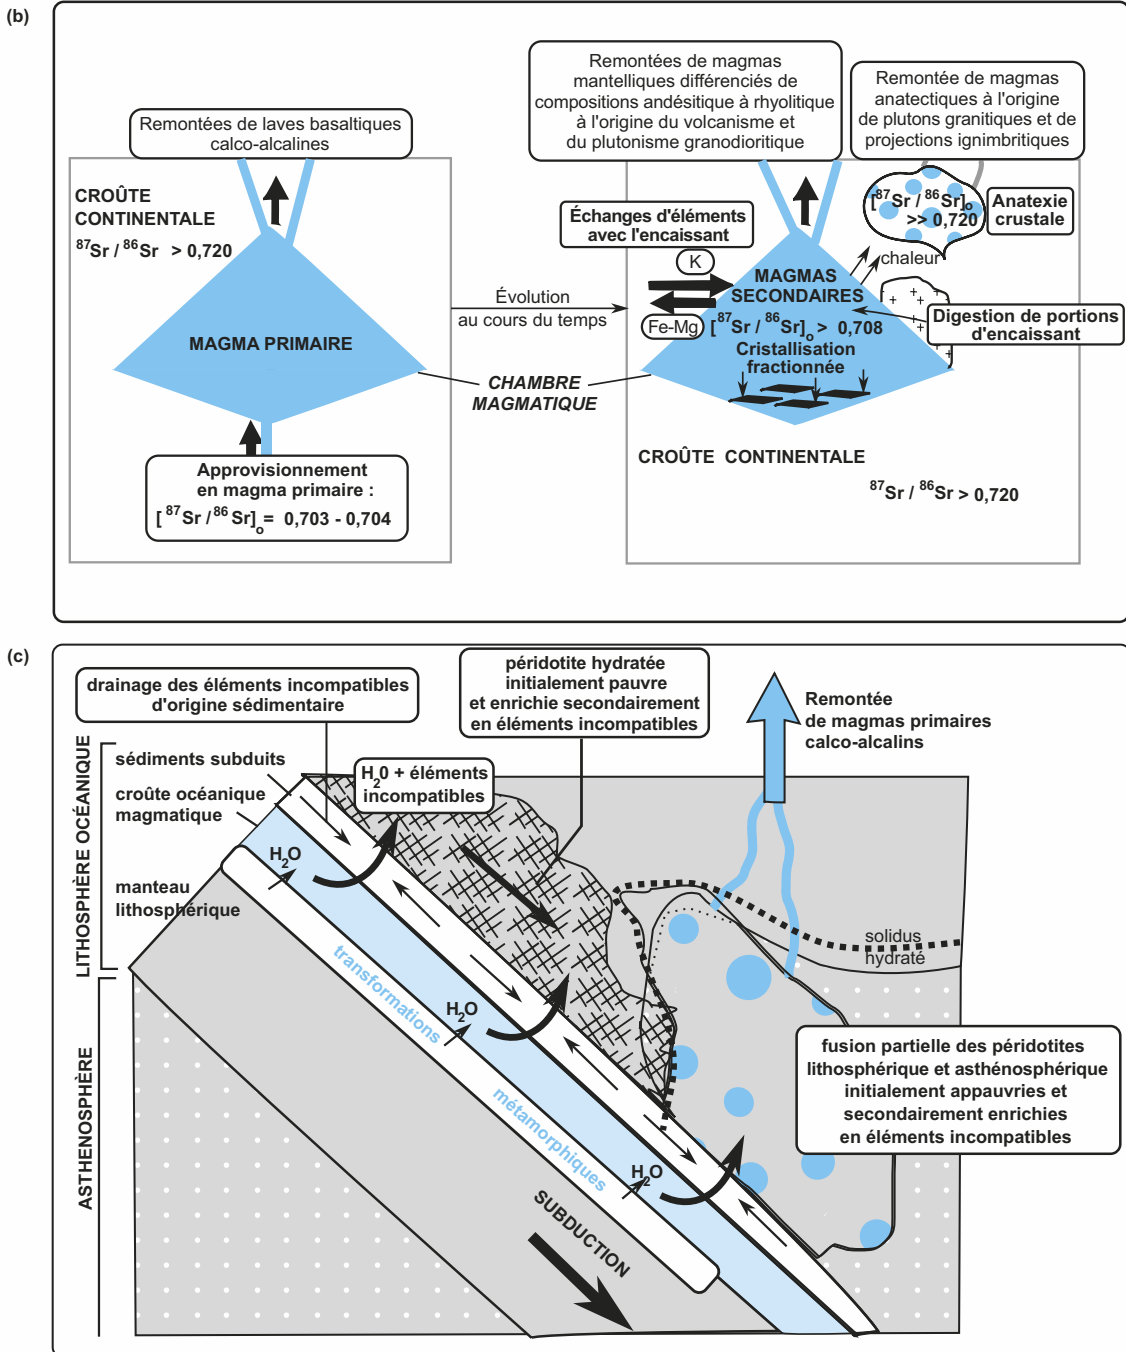 (b)
Remontées de laves basaltiques
calco-alcalines
CROÛTE
CONTINENTALE
87Sr / 86Sr > 0,720
MAGMA PRIMAIRE
Approvisionnement
en magma primaire :
[ 87Sr / 86Sr]o = 0,703 - 0,704
Évolution
au cours du temps
CHAMBRE
MAGMATIQUE
Remontées de magmas
mantelliques différenciés de
compositions andésitique à rhyolitique
à l'origine du volcanisme et
du plutonisme granodioritique
Remontée de magmas
anatectiques à l'origine
de plutons granitiques et de
projections ignimbritiques
[87Sr / 86Sr]o
>> 0,720
Anatexie
crustale
Échanges d'éléments
avec l'encaissant
K
Fe-Mg
chaleur
MAGMAS
SECONDAIRES
[87Sr / 86Sr]o > 0,708
Cristallisation
fractionnée
Digestion de portions
d'encaissant
CROÛTE CONTINENTALE
87Sr / 86Sr > 0,720
(c)
drainage des éléments incompatibles
d'origine sédimentaire
péridotite hydratée
initialement pauvre
et enrichie secondairement
en éléments incompatibles
Remontée
de magmas primaires
calco-alcalins
LITHOSPHÈRE OCÉANIQUE
sédiments subduits
croûte océanique
magmatique
manteau
lithosphérique
H20 + éléments
incompatibles
H2O
H2O
H2O
transformations
métamorphiques
SUBDUCTION
solidus
hydraté
fusion partielle des péridotites
lithosphérique et asthénosphérique
initialement appauvries et
secondairement enrichies
en éléments incompatibles
ASTHENOSPHÈRE